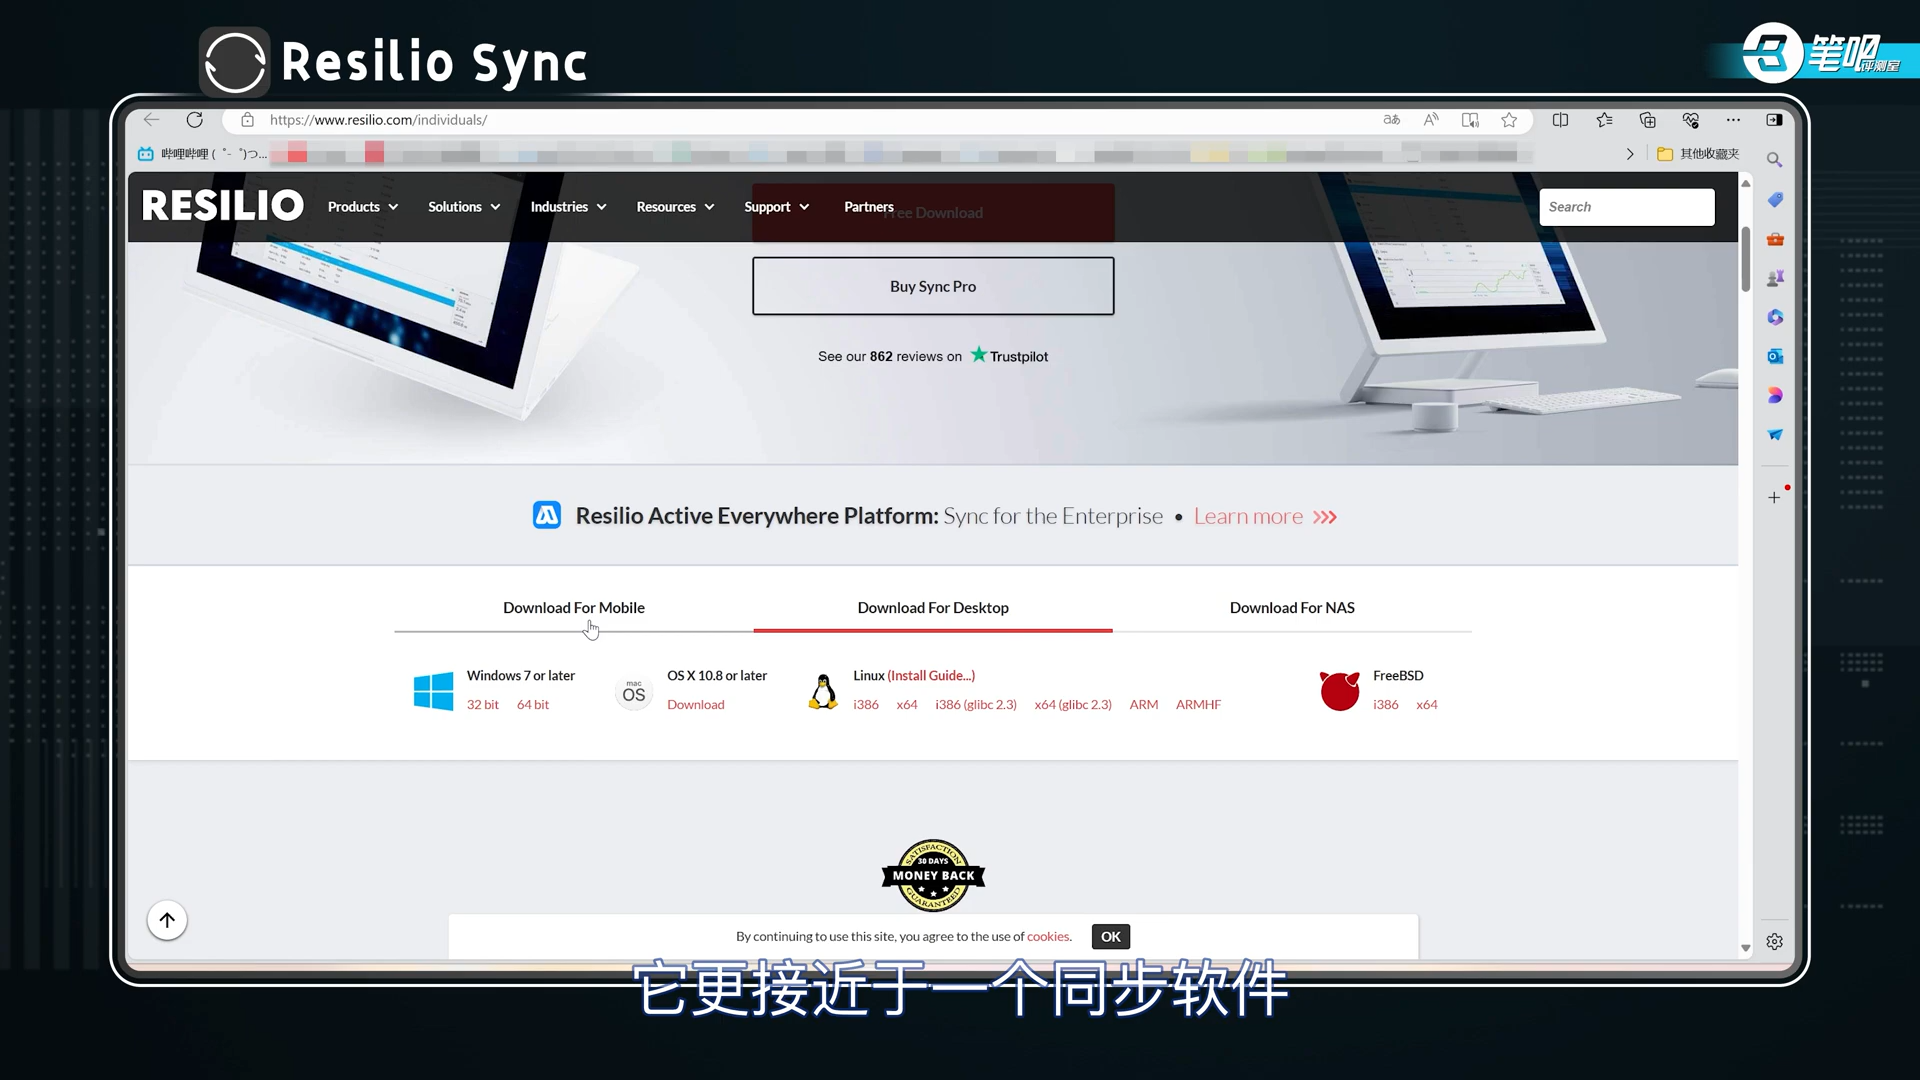 Resilio Sync
笔吧评测室
https://www.resilio.com/individuals/
哔哩哔哩 (゜-゜)つ...
其他收藏夹
RESILIO
Products
Solutions
Industries
Resources
Support
Partners
Free Download
Search
Buy Sync Pro
See our 862 reviews on Trustpilot
Resilio Active Everywhere Platform: Sync for the Enterprise • Learn more
Download For Mobile
Download For Desktop
Download For NAS
Windows 7 or later
32 bit 64 bit
mac OS
OS X 10.8 or later
Download
Linux (Install Guide...)
i386 x64 i386 (glibc 2.3) x64 (glibc 2.3) ARM ARMHF
FreeBSD
i386 x64
SATISFACTION
30 DAYS
MONEY BACK
GUARANTEED
By continuing to use this site, you agree to the use of cookies. OK
它更接近于一个同步软件